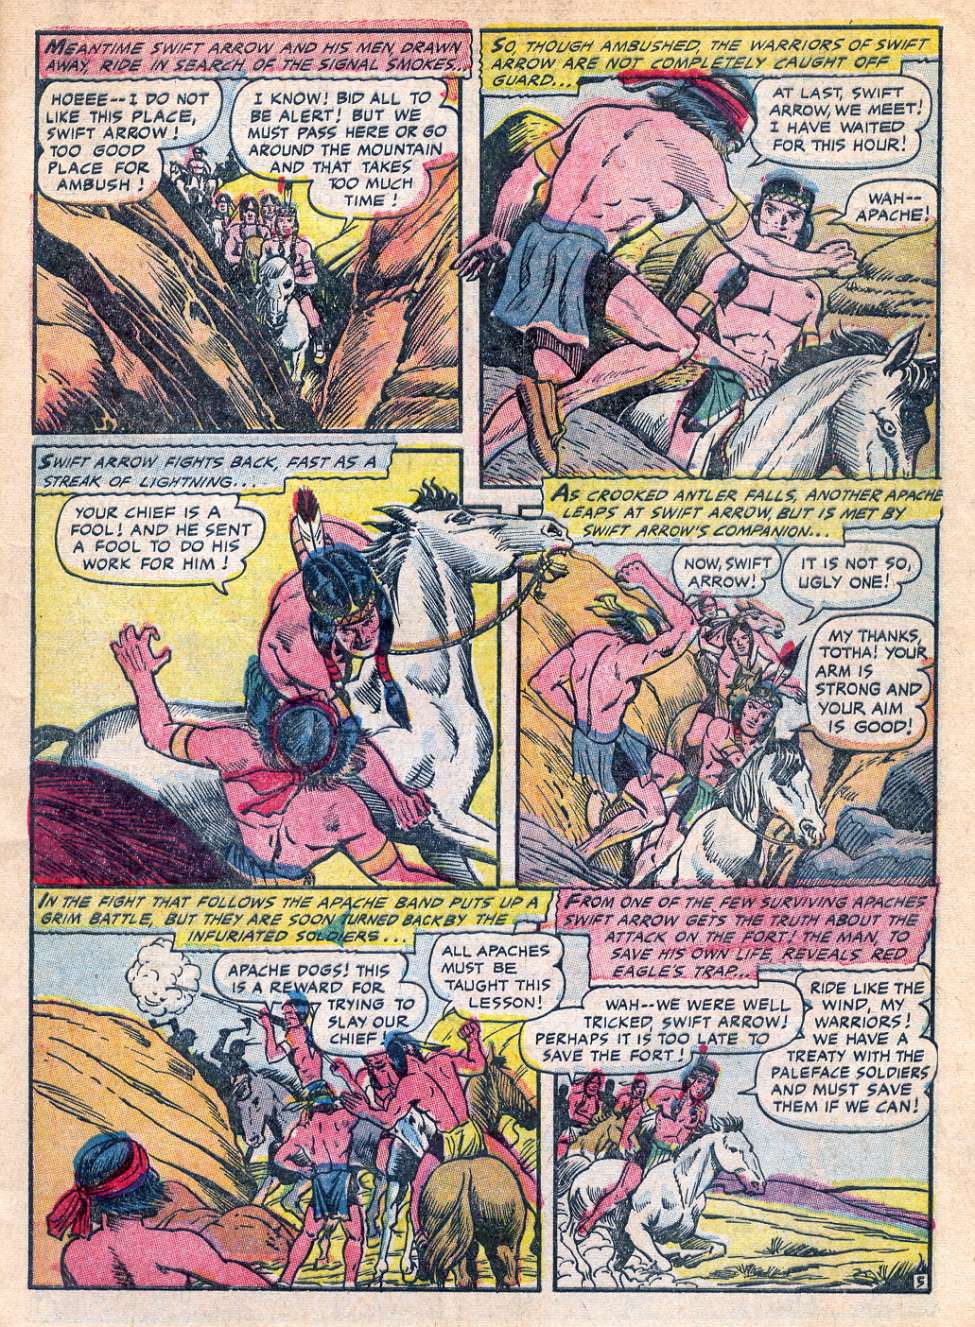 MEANTIME SWIFT ARROW AND HIS MEN, DRAWN
AWAY, RIDE IN SEARCH OF THE SIGNAL SMOKES...
HOEEE--I DO NOT
LIKE THIS PLACE,
SWIFT ARROW!
TOO GOOD
PLACE FOR
AMBUSH!
I KNOW! BID ALL TO
BE ALERT! BUT WE
MUST PASS HERE OR GO
AROUND THE MOUNTAIN
AND THAT TAKES
TOO MUCH
TIME!
SO, THOUGH AMBUSHED, THE WARRIORS OF SWIFT
ARROW ARE NOT COMPLETELY CAUGHT OFF
GUARD...
AT LAST, SWIFT
ARROW, WE MEET!
I HAVE WAITED
FOR THIS HOUR!
WAH--
APACHE!
SWIFT ARROW FIGHTS BACK, FAST AS A
STREAK OF LIGHTNING...
YOUR CHIEF IS A
FOOL! AND HE SENT
A FOOL TO DO HIS
WORK FOR HIM!
AS CROOKED ANTLER FALLS, ANOTHER APACHE
LEAPS AT SWIFT ARROW, BUT IS MET BY
SWIFT ARROW'S COMPANION...
NOW, SWIFT
ARROW!
IT IS NOT SO,
UGLY ONE!
MY THANKS,
TOTHA! YOUR
ARM IS
STRONG AND
YOUR AIM
IS GOOD!
IN THE FIGHT THAT FOLLOWS THE APACHE BAND PUTS UP A
GRIM BATTLE, BUT THEY ARE SOON TURNED BACK BY THE
INFURIATED SOLDIERS...
APACHE DOGS! THIS
IS A REWARD FOR
TRYING TO
SLAY OUR
CHIEF!
ALL APACHES
MUST BE
TAUGHT THIS
LESSON!
FROM ONE OF THE FEW SURVIVING APACHES
SWIFT ARROW GETS THE TRUTH ABOUT THE
ATTACK ON THE FORT! THE MAN, TO
SAVE HIS OWN LIFE, REVEALS RED
EAGLE'S TRAP...
WAH--WE WERE WELL
TRICKED, SWIFT ARROW!
PERHAPS IT IS TOO LATE TO
SAVE THE FORT!
RIDE LIKE THE
WIND, MY
WARRIORS!
WE HAVE A
TREATY WITH THE
PALEFACE SOLDIERS
AND MUST SAVE
THEM IF WE CAN!
5